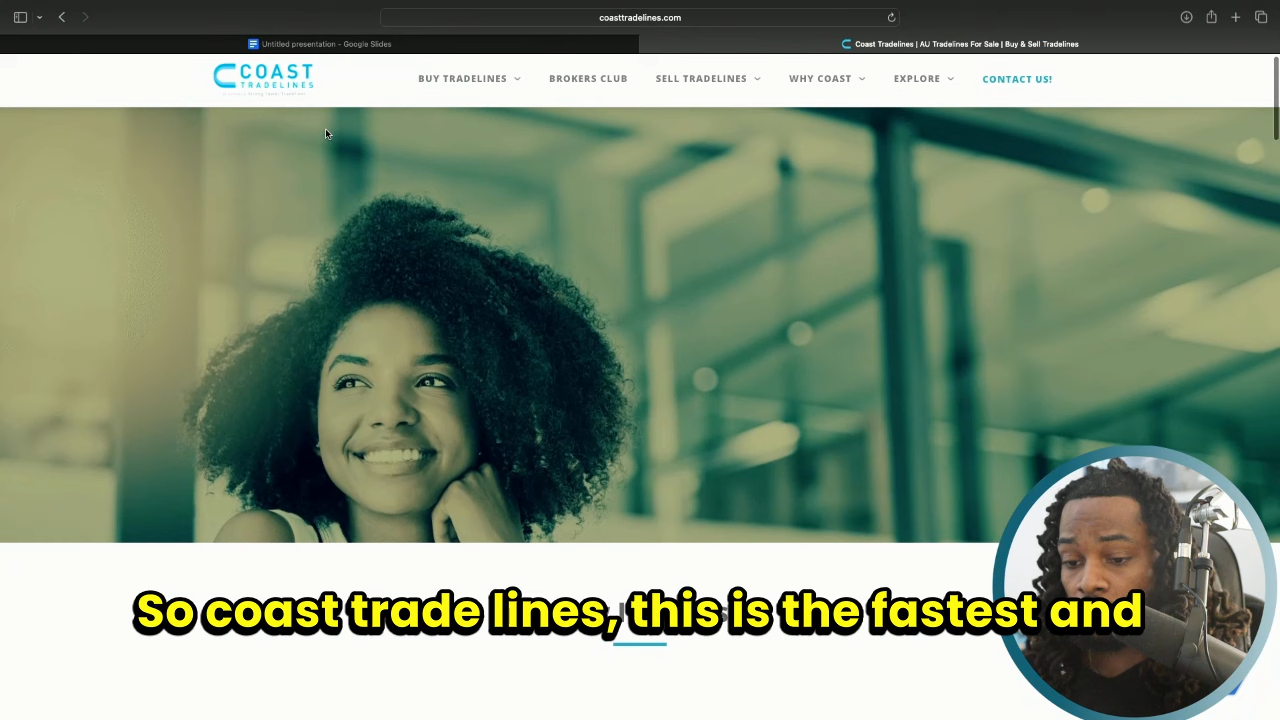 coasttradelines.com
Untitled presentation - Google Slides
Coast Tradelines | AU Tradelines For Sale | Buy & Sell Tradelines
COAST
TRADELINES
BUY TRADELINES
BROKERS CLUB
SELL TRADELINES
WHY COAST
EXPLORE
CONTACT US!
So coast trade lines, this is the fastest and